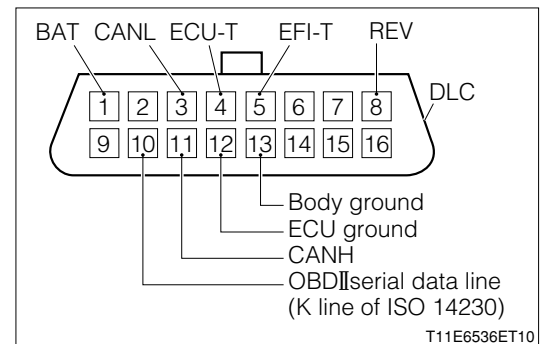 BAT CANL ECU-T EFI-T REV
DLC
1 2 3 4 5 6 7 8
9 10 11 12 13 14 15 16
Body ground
ECU ground
CANH
OBDⅡserial data line
(K line of ISO 14230)
T11E6536ET10